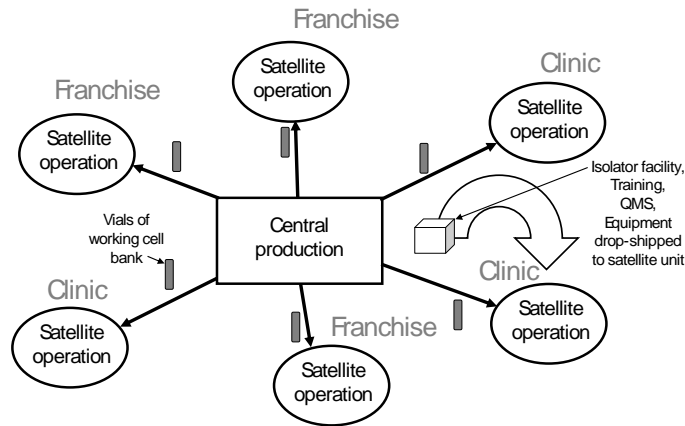 Franchise
Satellite
operation
Clinic
Satellite
operation
Franchise
Satellite
operation
Isolator facility,
Training,
QMS,
Equipment
drop-shipped
to satellite unit
Central
production
Vials of
working cell
bank
Clinic
Satellite
operation
Franchise
Satellite
operation
Clinic
Satellite
operation